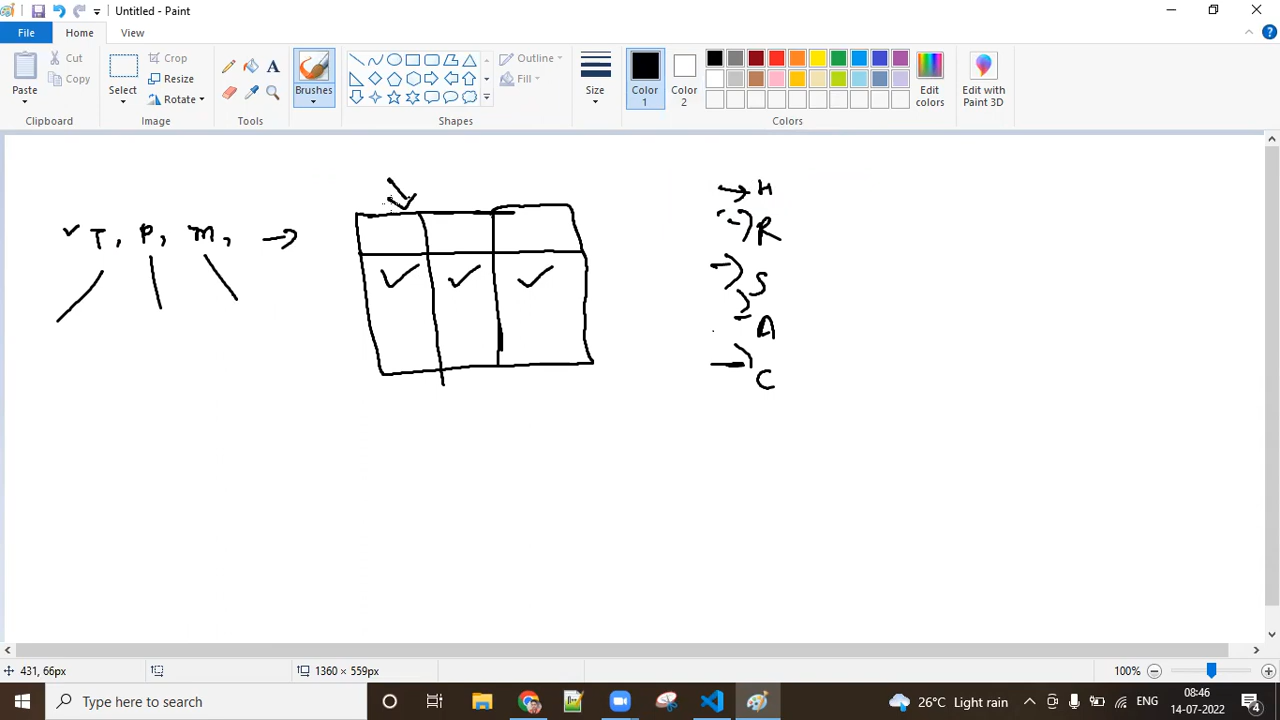 Untitled - Paint
File
Home
View
Paste
Cut
Copy
Clipboard
Select
Crop
Resize
Rotate
Image
A
Tools
Brushes
Shapes
Outline
Fill
Size
Color 1
Color 2
Colors
Edit colors
Edit with Paint 3D
T, P, M,
H
R
S
A
C
431, 66px
1360 × 559px
100%
Type here to search
26°C Light rain
ENG
08:46
14-07-2022
4